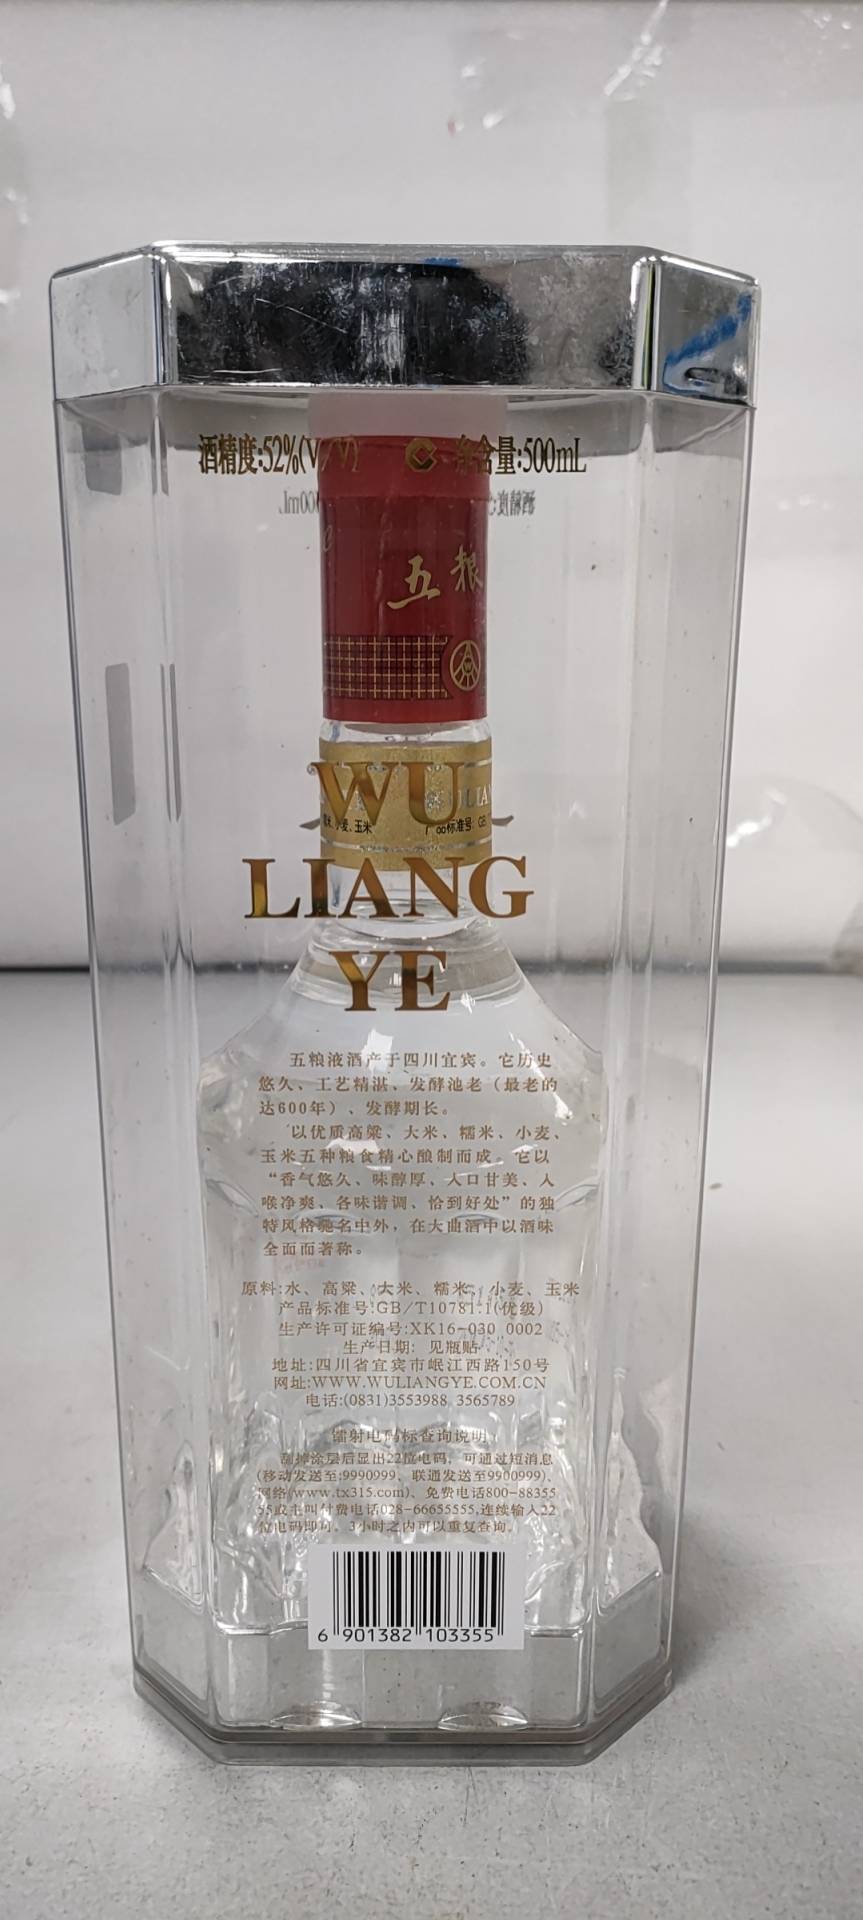 酒精度:52%(V/V) 净含量:500mL
五粮
WU
LIANG
YE
米、小麦、玉米
产品标准号: GB
五粮液酒产于四川宜宾。它历史
悠久、工艺精湛、发酵池老（最老的
达600年）、发酵期长。
以优质高粱、大米、糯米、小麦、
玉米五种粮食精心酿制而成。它以
“香气悠久、味醇厚、入口甘美、入
喉净爽、各味谐调、恰到好处”的独
特风格驰名中外，在大曲酒中以酒味
全面而著称。
原料:水、高粱、大米、糯米、小麦、玉米
产品标准号:GB/T10781.1(优级)
生产许可证编号:XK16-030 0002
生产日期: 见瓶贴
地址:四川省宜宾市岷江西路150号
网址:WWW.WULIANGYE.COM.CN
电话:(0831)3553988 3565789
镭射电码标查询说明
刮掉涂层后显出22位电码，可通过短消息
(移动发送至:9990999、联通发送至9900999)、
网络(www.tx315.com)、免费电话800-88355
55或主叫付费电话028-66655555,连续输入22
位电码即可。3小时之内可以重复查询。
6 901382 103355